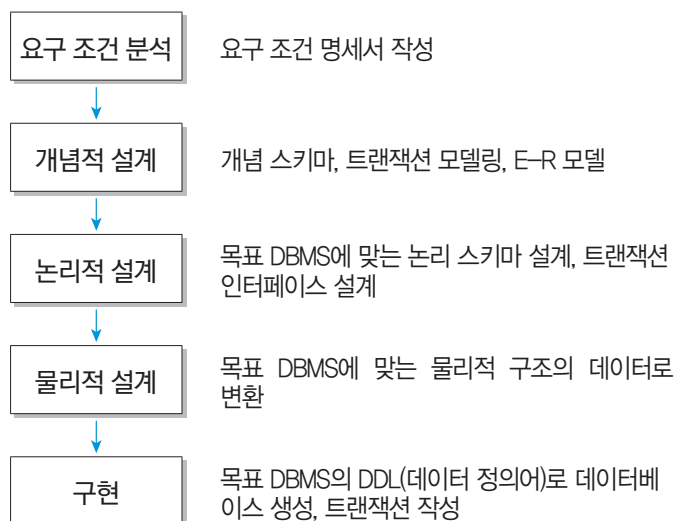 요구 조건 분석
요구 조건 명세서 작성
개념적 설계
개념 스키마, 트랜잭션 모델링, E-R 모델
논리적 설계
목표 DBMS에 맞는 논리 스키마 설계, 트랜잭션
인터페이스 설계
물리적 설계
목표 DBMS에 맞는 물리적 구조의 데이터로
변환
구현
목표 DBMS의 DDL(데이터 정의어)로 데이터베
이스 생성, 트랜잭션 작성